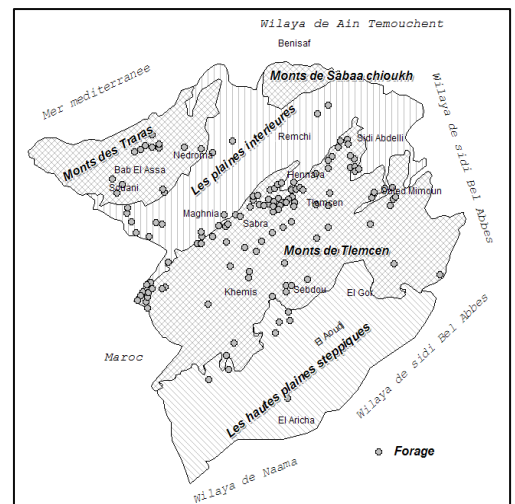 Wilaya de Ain Temouchent
Benisaf
Mer mediterranee
Monts de Sabaa chioukh
Wilaya de sidi Bel Abbes
Monts des Traras
Les plaines interieures
Remchi
Sidi Abdelli
Nedroma
Bab El Assa
Souani
Hennaya
Ouled Mimoun
Maghnia
Tlemcen
Sabra
Monts de Tlemcen
Khemis
Sebdou
El Gor
Maroc
El Aoudj
Wilaya de sidi Bel Abbes
Les hautes plaines steppiques
El Aricha
Forage
Wilaya de Naama